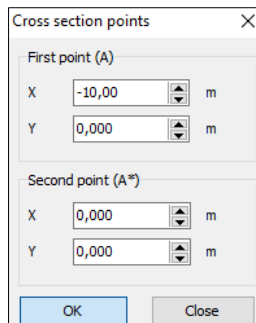 Cross section points
First point (A)
X -10,00 m
Y 0,000 m
Second point (A*)
X 0,000 m
Y 0,000 m
OK Close